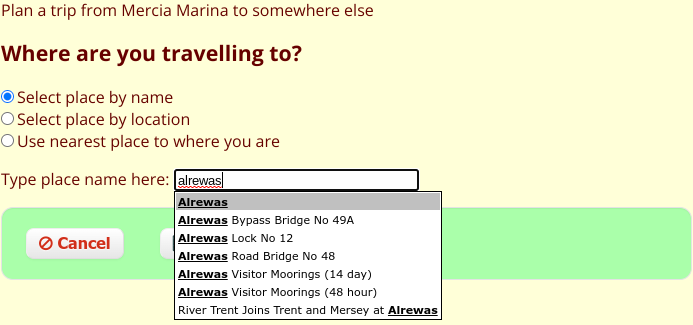 Plan a trip from Mercia Marina to somewhere else
Where are you travelling to?
Select place by name
Select place by location
Use nearest place to where you are
Type place name here: alrewas
Alrewas
Alrewas Bypass Bridge No 49A
Alrewas Lock No 12
Alrewas Road Bridge No 48
Alrewas Visitor Moorings (14 day)
Alrewas Visitor Moorings (48 hour)
River Trent Joins Trent and Mersey at Alrewas
Cancel